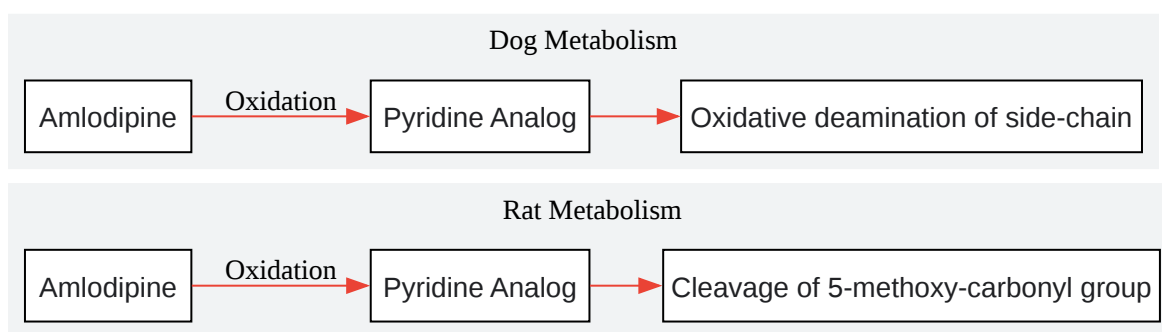 Dog Metabolism
Amlodipine
Oxidation
Pyridine Analog
Oxidative deamination of side-chain
Rat Metabolism
Amlodipine
Oxidation
Pyridine Analog
Cleavage of 5-methoxy-carbonyl group